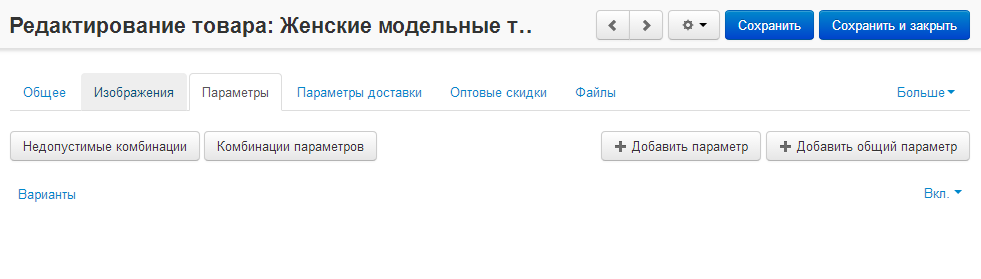 Редактирование товара: Женские модельные т.. Сохранить Сохранить и закрыть
Общее Изображения Параметры Параметры доставки Оптовые скидки Файлы Больше
Недопустимые комбинации Комбинации параметров Добавить параметр Добавить общий параметр
Варианты Вкл.